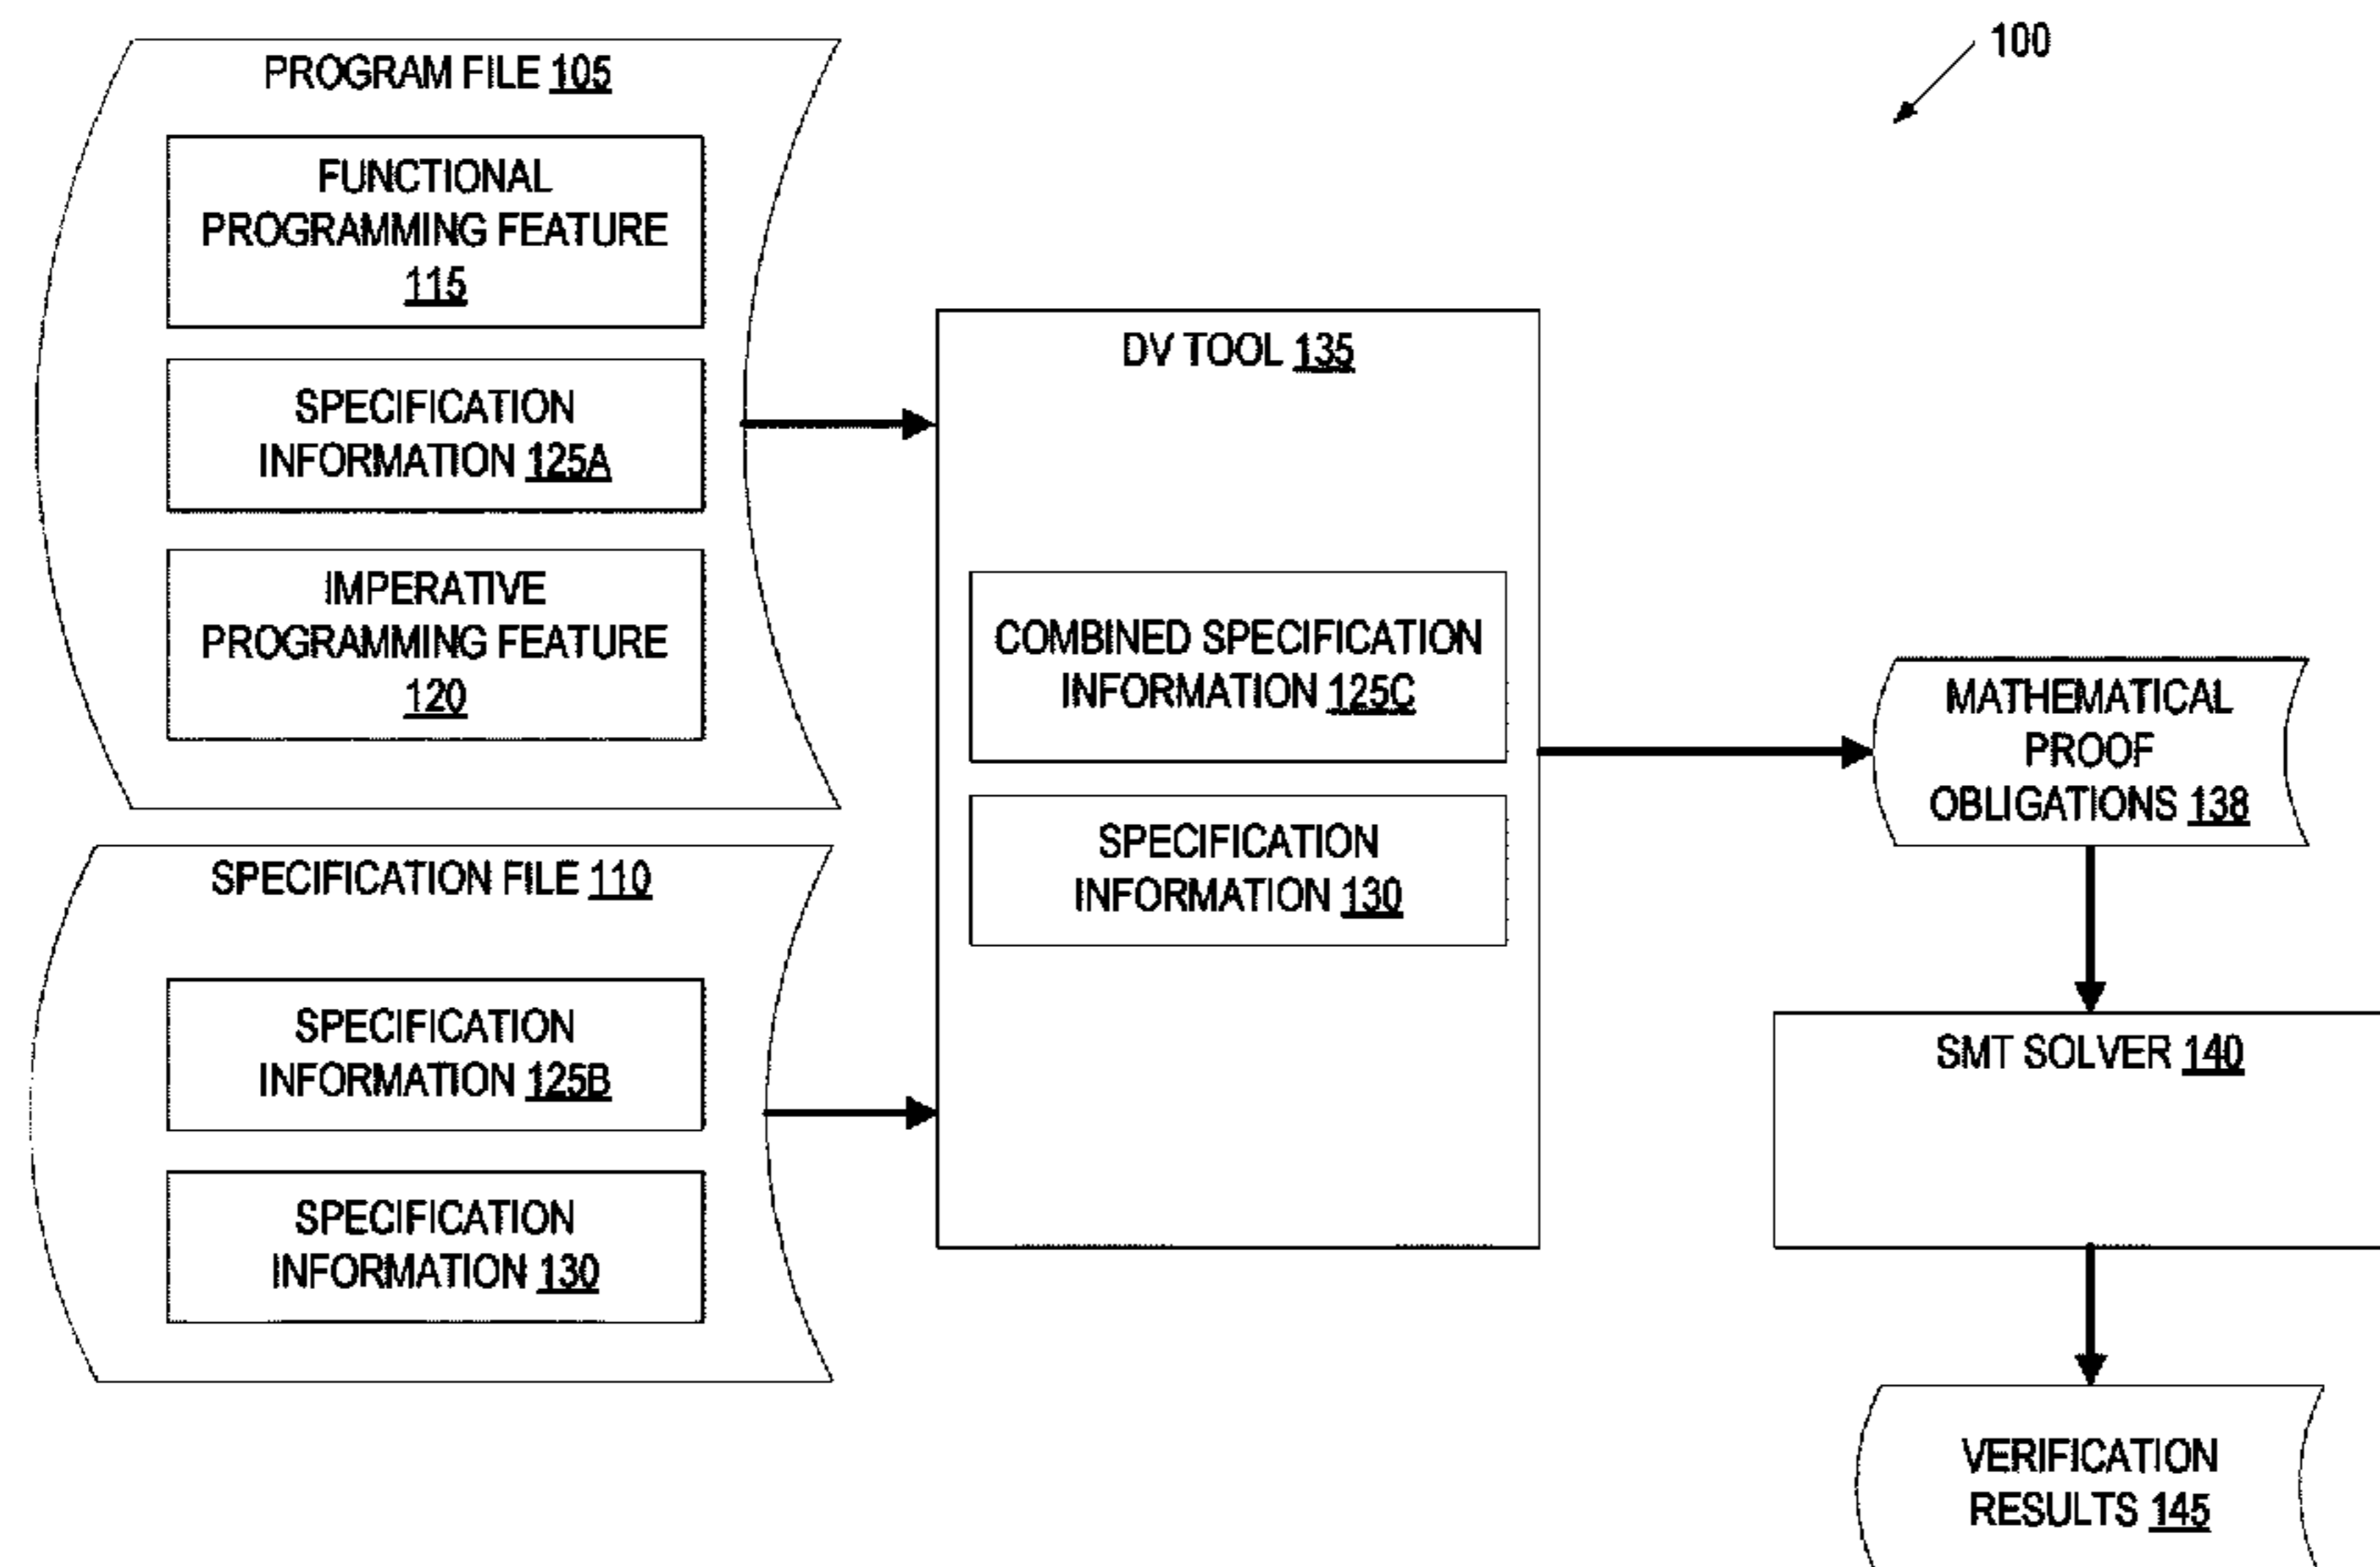 100
PROGRAM FILE 105
FUNCTIONAL
PROGRAMMING FEATURE
115
SPECIFICATION
INFORMATION 125A
IMPERATIVE
PROGRAMMING FEATURE
120
SPECIFICATION FILE 110
SPECIFICATION
INFORMATION 125B
SPECIFICATION
INFORMATION 130
DV TOOL 135
COMBINED SPECIFICATION
INFORMATION 125C
SPECIFICATION
INFORMATION 130
MATHEMATICAL
PROOF
OBLIGATIONS 138
SMT SOLVER 140
VERIFICATION
RESULTS 145